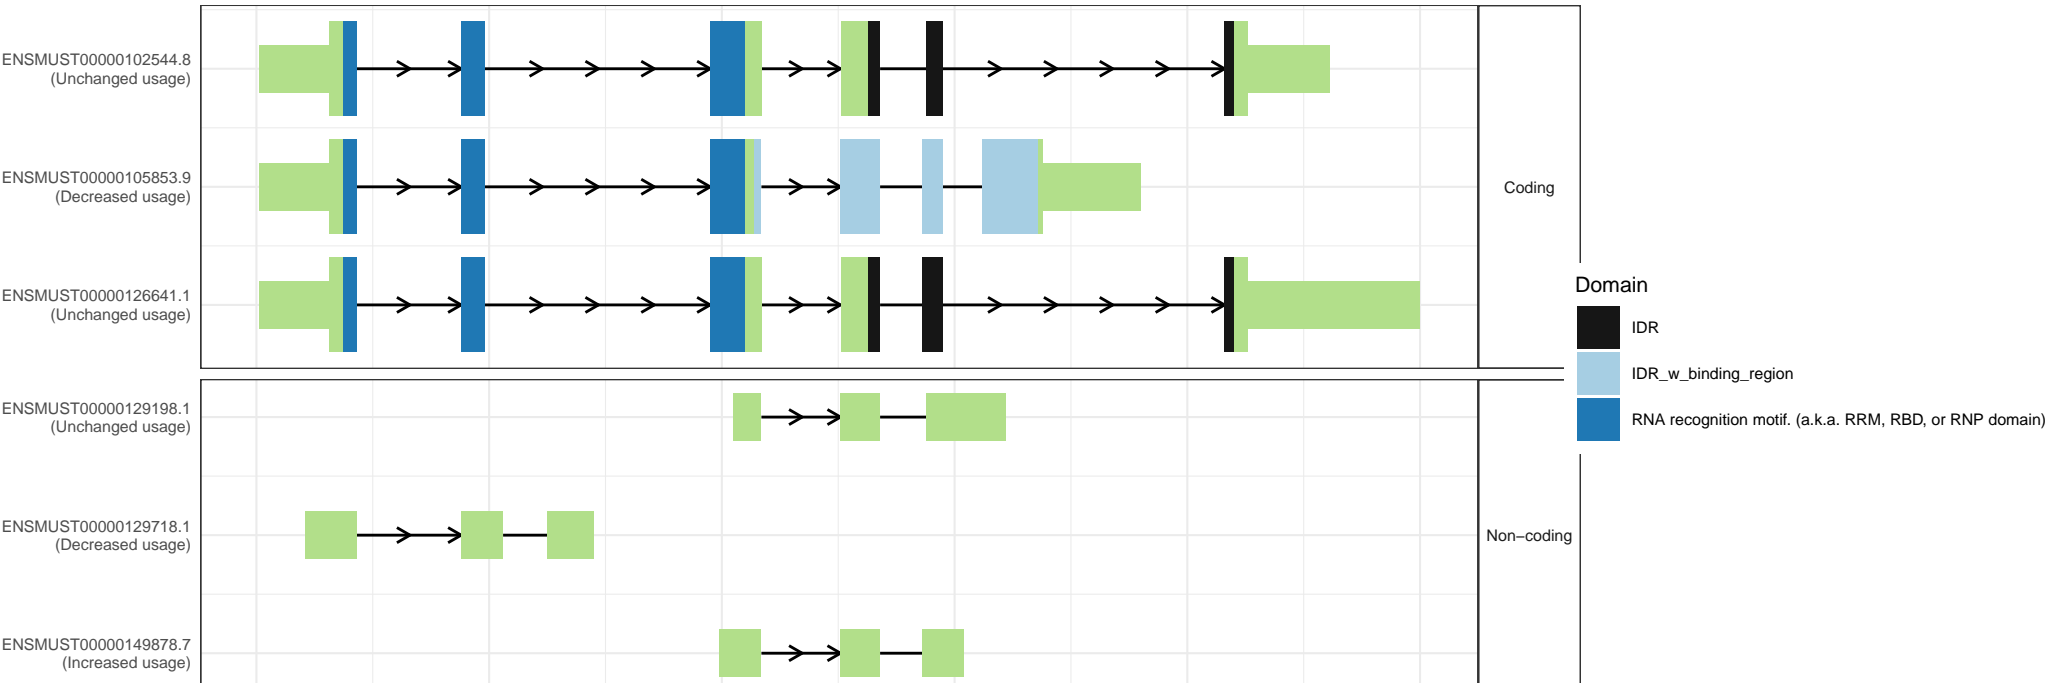 ENSMUST00000102544.8
(Unchanged usage)
ENSMUST00000105853.9
(Decreased usage)
ENSMUST00000126641.1
(Unchanged usage)
Coding
ENSMUST00000129198.1
(Unchanged usage)
ENSMUST00000129718.1
(Decreased usage)
ENSMUST00000149878.7
(Increased usage)
Non−coding
Domain
IDR
IDR_w_binding_region
RNA recognition motif. (a.k.a. RRM, RBD, or RNP domain)